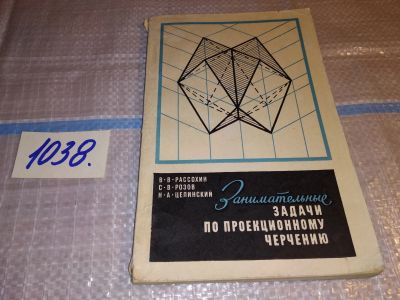 1038.
В·В·РАССОХИН
С·В·РОЗОВ
Н·А·ЦЕЛИНСКИЙ
Занимательные
ЗАДАЧИ
ПО ПРОЕКЦИОННОМУ
ЧЕРЧЕНИЮ